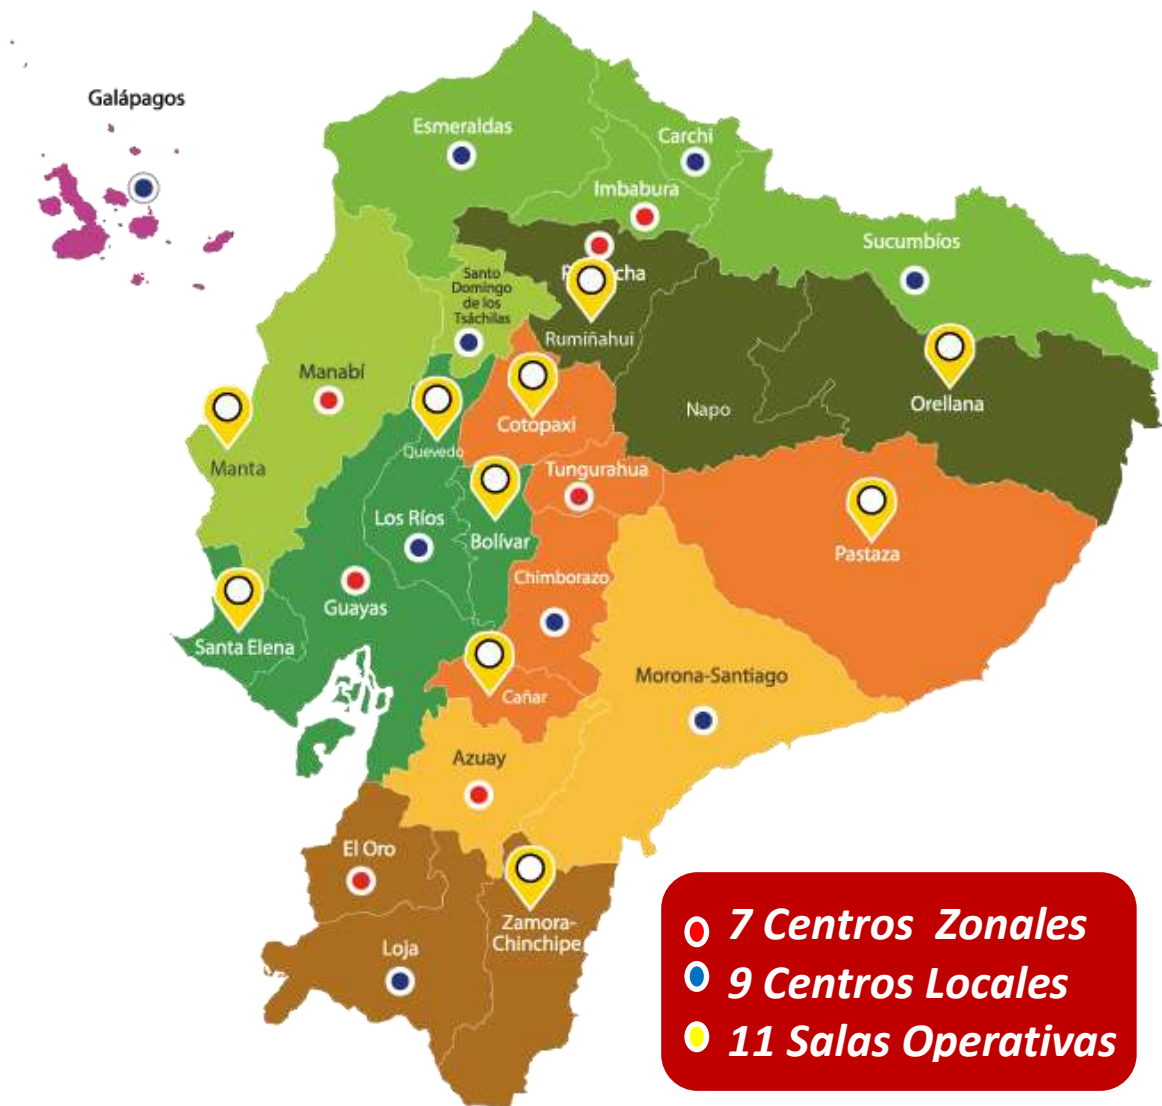 Galápagos
Esmeraldas
Carchi
Imbabura
Sucumbíos
Santo
Domingo
de los
Tsáchilas
Rumiñahui
Manabí
Cotopaxi
Napo
Orellana
Manta
Quevedo
Tungurahua
Los Ríos
Bolívar
Pastaza
Chimborazo
Guayas
Santa Elena
Cañar
Morona-Santiago
Azuay
El Oro
Zamora-
Chinchipe
Loja
7 Centros Zonales
9 Centros Locales
11 Salas Operativas